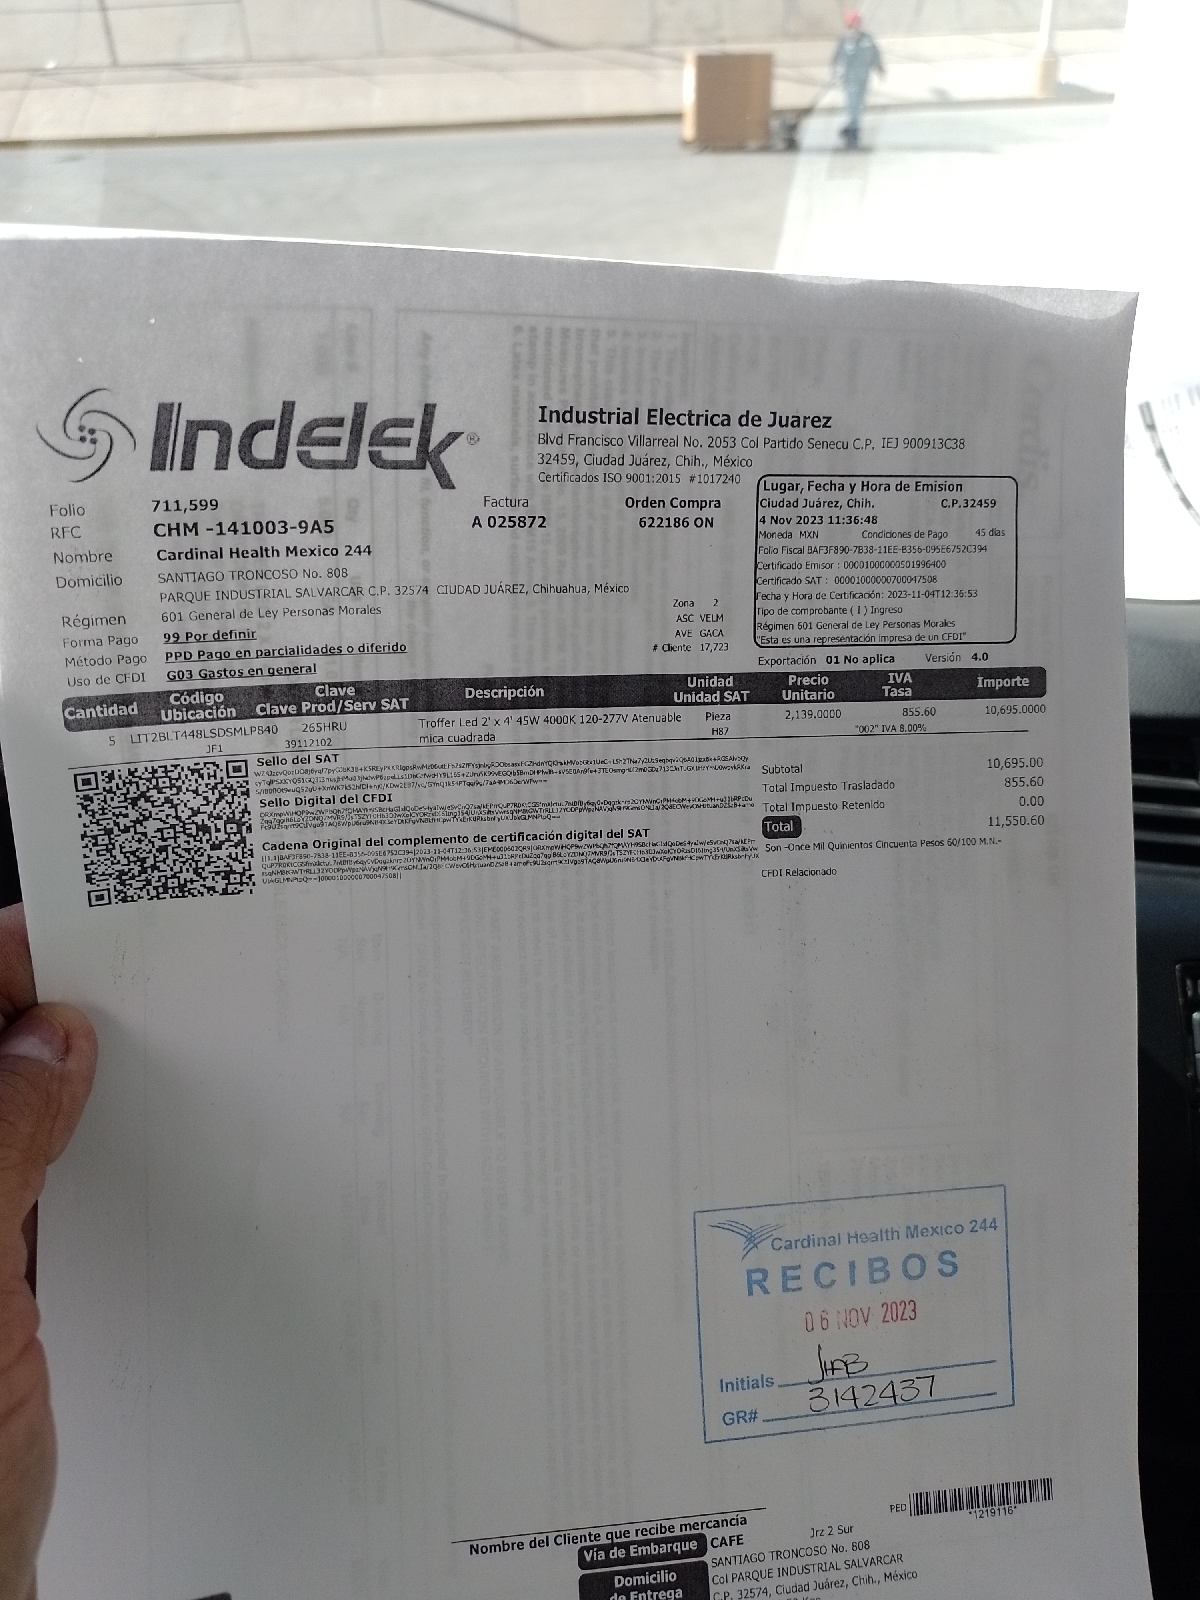 Indelek®
Industrial Electrica de Juarez
Blvd Francisco Villarreal No. 2053 Col Partido Senecu C.P. IEJ 900913C38
32459, Ciudad Juárez, Chih., México
Certificados ISO 9001:2015 #1017240
Folio 711,599
RFC CHM -141003-9A5
Nombre Cardinal Health Mexico 244
Domicilio SANTIAGO TRONCOSO No. 808
PARQUE INDUSTRIAL SALVARCAR C.P. 32574 CIUDAD JUÁREZ, Chihuahua, México
Régimen 601 General de Ley Personas Morales
Forma Pago 99 Por definir
Método Pago PPD Pago en parcialidades o diferido
Uso de CFDI G03 Gastos en general
Factura
A 025872
Orden Compra
622186 ON
Zona 2
ASC VELM
AVE GACA
# Cliente 17,723
Lugar, Fecha y Hora de Emision
Ciudad Juárez, Chih. C.P.32459
4 Nov 2023 11:36:48
Moneda MXN Condiciones de Pago 45 días
Folio Fiscal BAF3F890-7B38-11EE-B356-095E6752C394
Certificado Emisor : 00001000000501996400
Certificado SAT : 00001000000700047508
Fecha y Hora de Certificación: 2023-11-04T12:36:53
Tipo de comprobante ( I ) Ingreso
Régimen 601 General de Ley Personas Morales
"Esta es una representación impresa de un CFDI"
Exportación 01 No aplica Versión 4.0
Cantidad Código Ubicación Clave Clave Prod/Serv SAT Descripción Unidad Unidad SAT Precio Unitario IVA Tasa Importe
5 LIT2BLT448LSDSMLP840 265HRU Troffer Led 2' x 4' 45W 4000K 120-277V Atenuable Pieza 2,139.0000 855.60 10,695.0000
JF1 39112102 mica cuadrada H87 "002" IVA 8.00%
Sello del SAT
Sello Digital del CFDI
Cadena Original del complemento de certificación digital del SAT
Subtotal 10,695.00
Total Impuesto Trasladado 855.60
Total Impuesto Retenido 0.00
Total 11,550.60
Son -Once Mil Quinientos Cincuenta Pesos 60/100 M.N.-
CFDI Relacionado
Cardinal Health Mexico 244
RECIBOS
06 NOV 2023
Initials JHAB
GR# 3142437
PED *1219116*
Nombre del Cliente que recibe mercancía
Vía de Embarque CAFE Jrz 2 Sur
Domicilio de Entrega SANTIAGO TRONCOSO No. 808
Col PARQUE INDUSTRIAL SALVARCAR
C.P. 32574, Ciudad Juárez, Chih., México